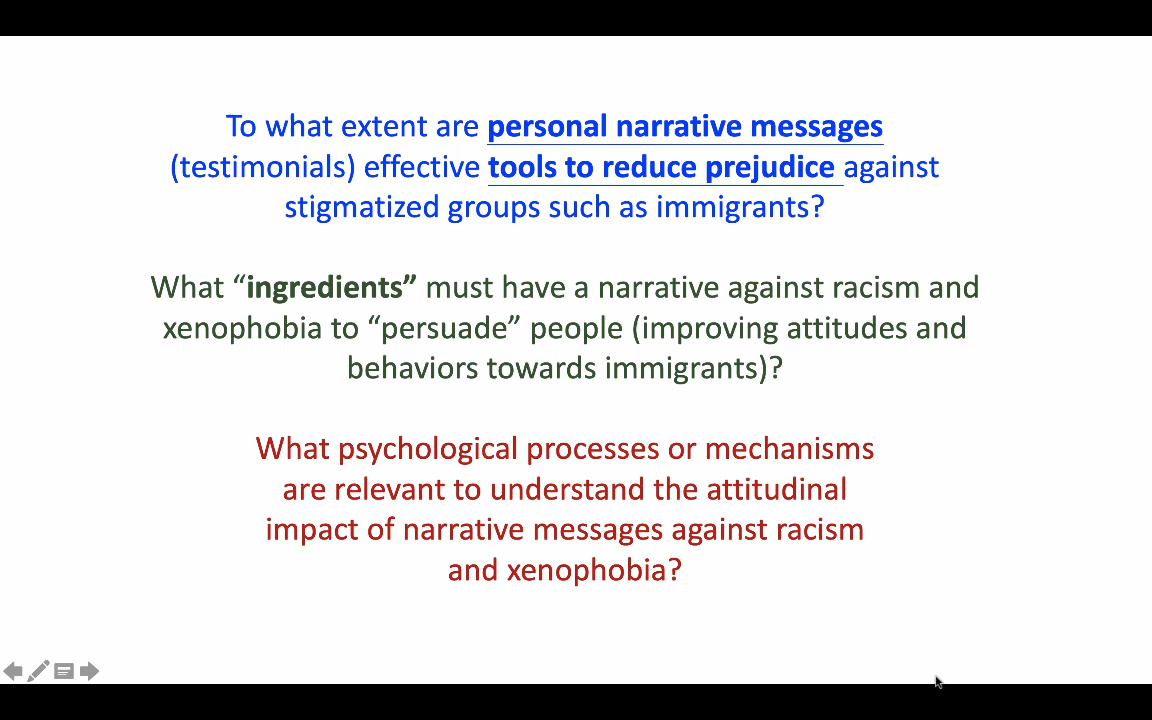 To what extent are personal narrative messages
(testimonials) effective tools to reduce prejudice against
stigmatized groups such as immigrants?
What “ingredients” must have a narrative against racism and
xenophobia to “persuade” people (improving attitudes and
behaviors towards immigrants)?
What psychological processes or mechanisms
are relevant to understand the attitudinal
impact of narrative messages against racism
and xenophobia?